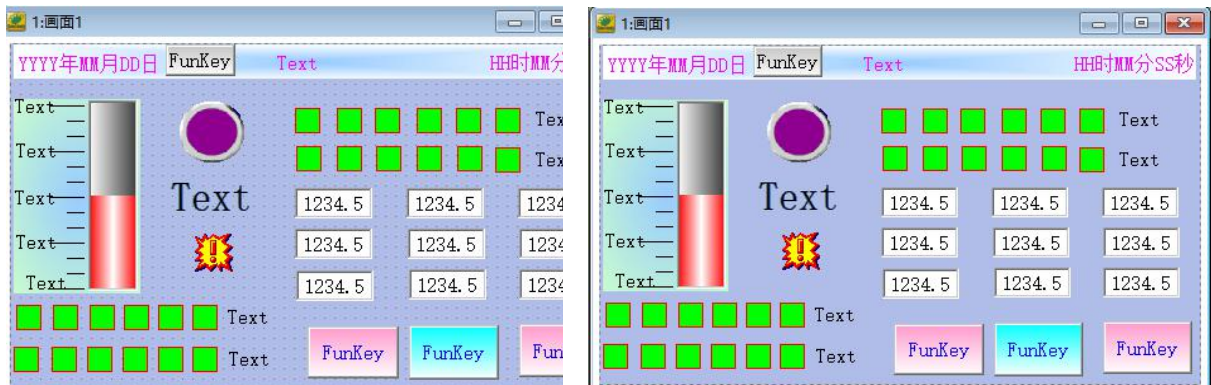 1:画面1
YYYY年MM月DD日 FunKey Text HH时MM分
Text
Text
Text
Text
Text
Text
Tex
Tex
1234.5 1234.5 1234
1234.5 1234.5 1234
1234.5 1234.5 1234
Text
Text
FunKey FunKey Fun
1:画面1
YYYY年MM月DD日 FunKey Text HH时MM分SS秒
Text
Text
Text
Text
Text
Text
Text
Text
1234.5 1234.5 1234.5
1234.5 1234.5 1234.5
1234.5 1234.5 1234.5
Text
Text
FunKey FunKey FunKey